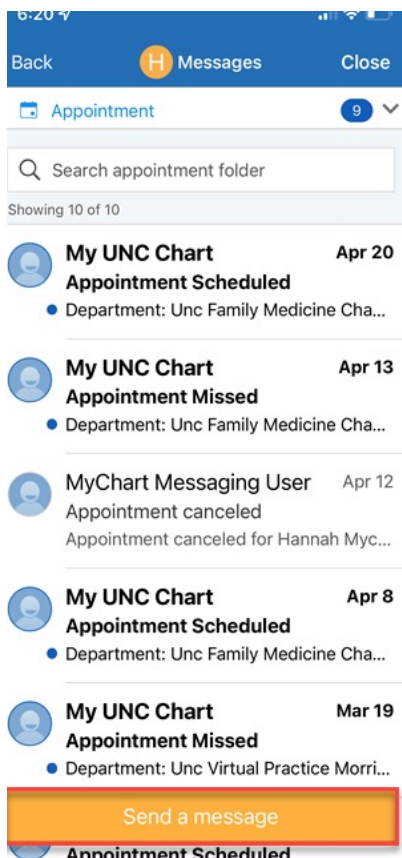 6:20
Back
H Messages
Close
Appointment
9
Search appointment folder
Showing 10 of 10
My UNC Chart
Apr 20
Appointment Scheduled
Department: Unc Family Medicine Cha...
My UNC Chart
Apr 13
Appointment Missed
Department: Unc Family Medicine Cha...
MyChart Messaging User
Apr 12
Appointment canceled
Appointment canceled for Hannah Myc...
My UNC Chart
Apr 8
Appointment Scheduled
Department: Unc Family Medicine Cha...
My UNC Chart
Mar 19
Appointment Missed
Department: Unc Virtual Practice Morri...
Send a message
Appointment Scheduled